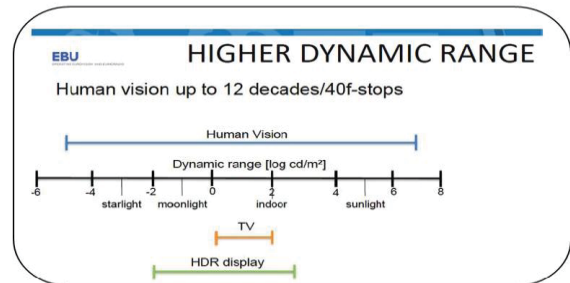 EBU
HIGHER DYNAMIC RANGE
Human vision up to 12 decades/40f-stops
Human Vision
Dynamic range [log cd/m²]
-6 -4 -2 0 2 4 6 8
starlight moonlight indoor sunlight
TV
HDR display